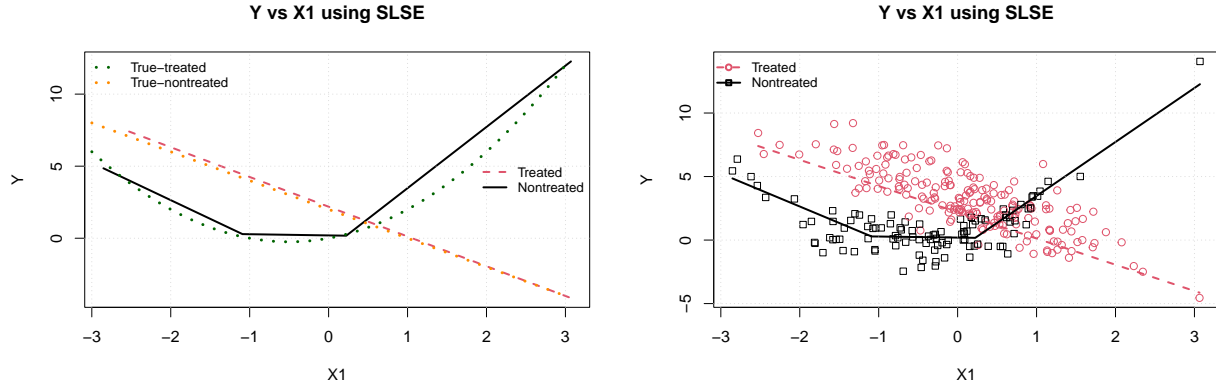 Y vs X1 using SLSE
True−treated
True−nontreated
Treated
Nontreated
Y
0
5
10
−3
−2
−1
0
1
2
3
X1
Y vs X1 using SLSE
Treated
Nontreated
Y
−5
0
5
10
−3
−2
−1
0
1
2
3
X1